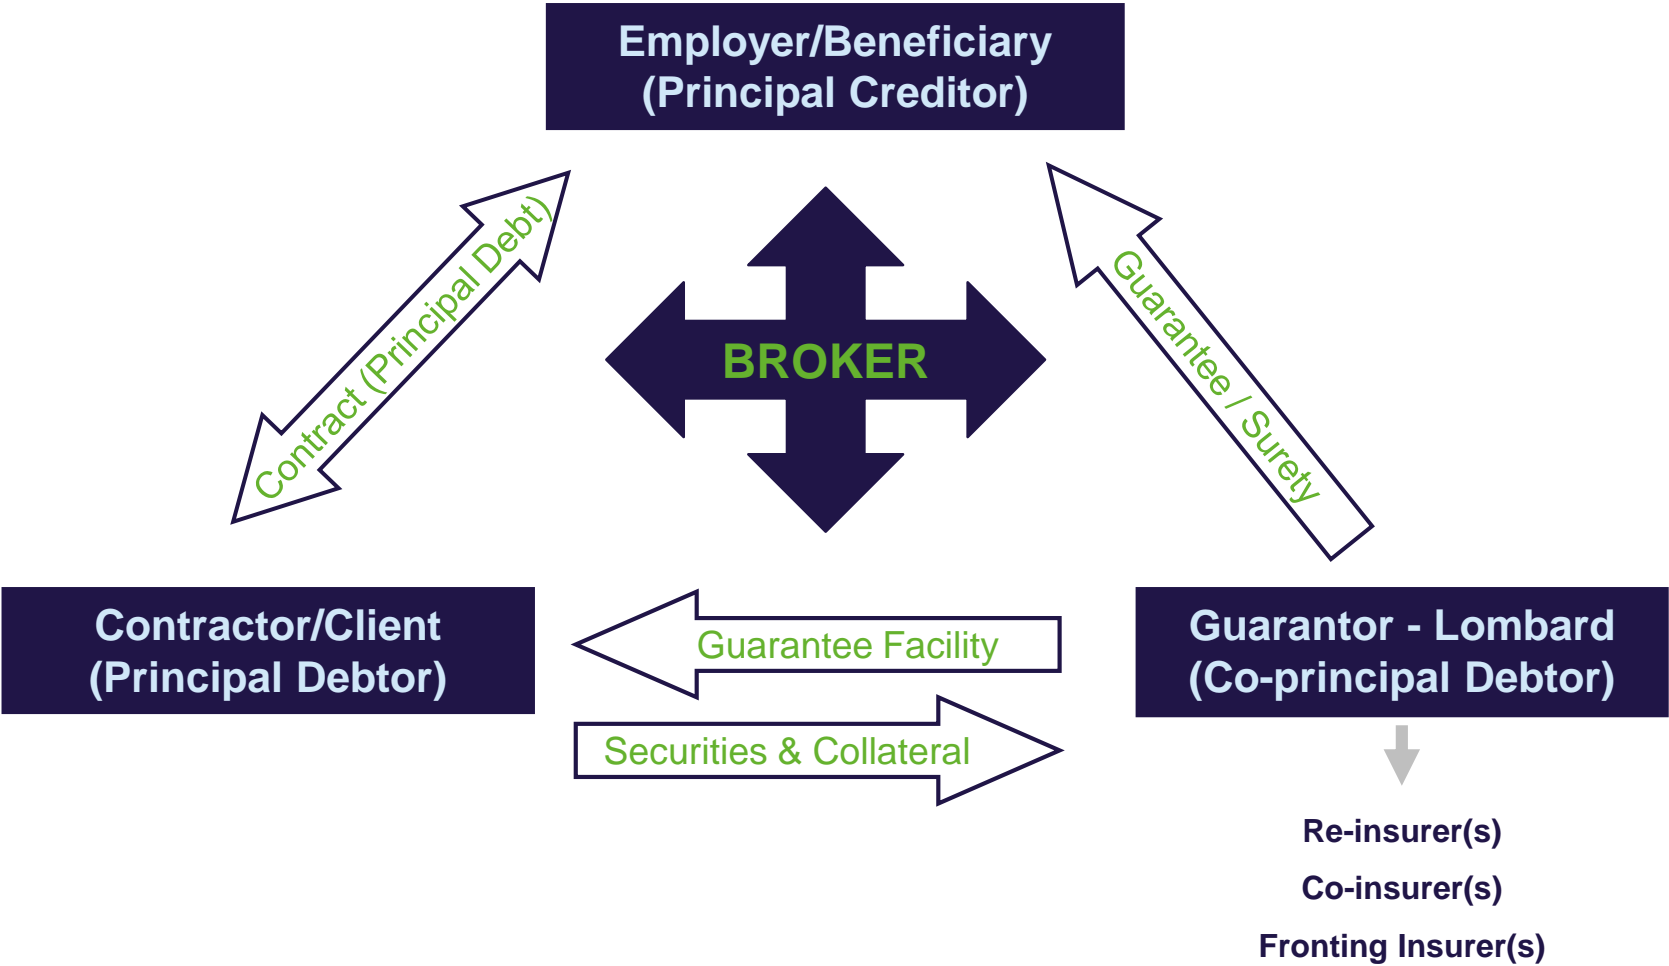 Employer/Beneficiary
(Principal Creditor)
Contract (Principal Debt)
BROKER
Guarantee / Surety
Contractor/Client
(Principal Debtor)
Guarantee Facility
Securities & Collateral
Guarantor - Lombard
(Co-principal Debtor)
Re-insurer(s)
Co-insurer(s)
Fronting Insurer(s)